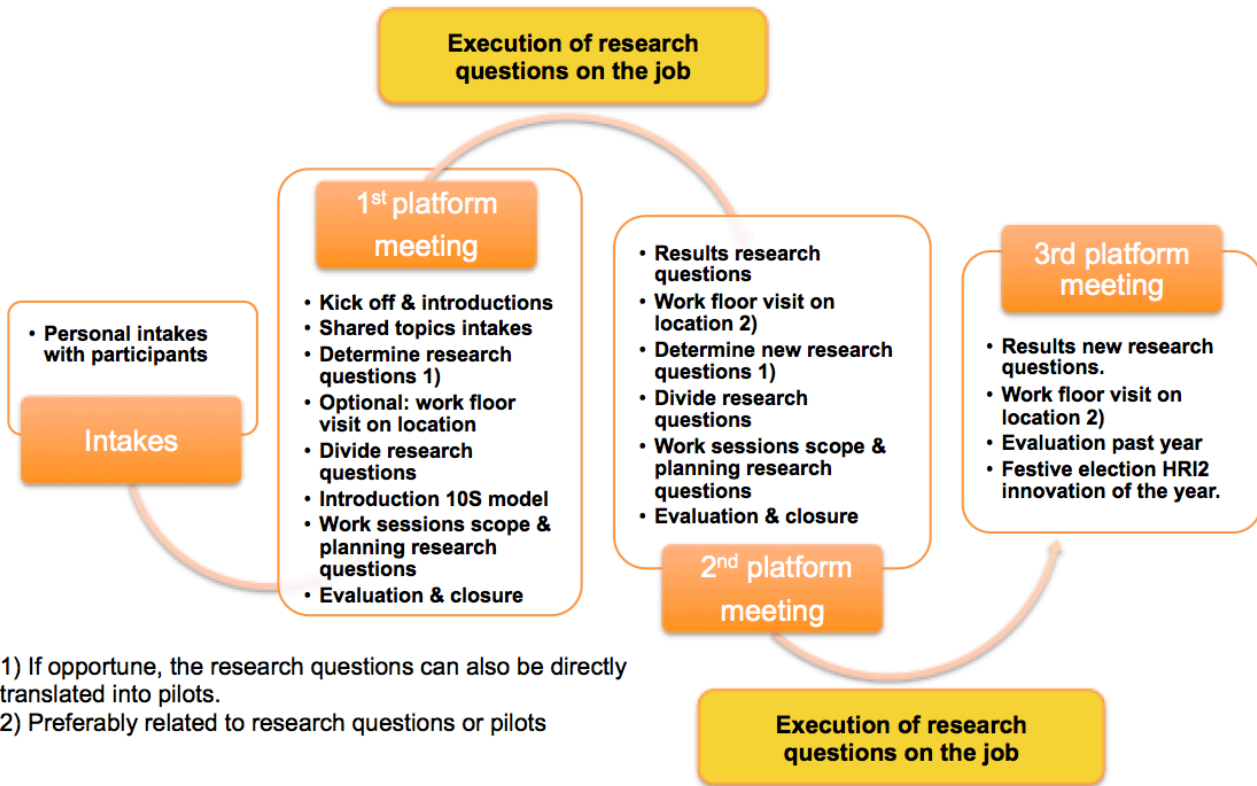 Execution of research
questions on the job
• Personal intakes
with participants
Intakes
1st platform
meeting
• Kick off & introductions
• Shared topics intakes
• Determine research
questions 1)
• Optional: work floor
visit on location
• Divide research
questions
• Introduction 10S model
• Work sessions scope &
planning research
questions
• Evaluation & closure
• Results research
questions
• Work floor visit on
location 2)
• Determine new research
questions 1)
• Divide research
questions
• Work sessions scope &
planning research
questions
• Evaluation & closure
2nd platform
meeting
3rd platform
meeting
• Results new research
questions.
• Work floor visit on
location 2)
• Evaluation past year
• Festive election HRI2
innovation of the year.
Execution of research
questions on the job
1) If opportune, the research questions can also be directly
translated into pilots.
2) Preferably related to research questions or pilots